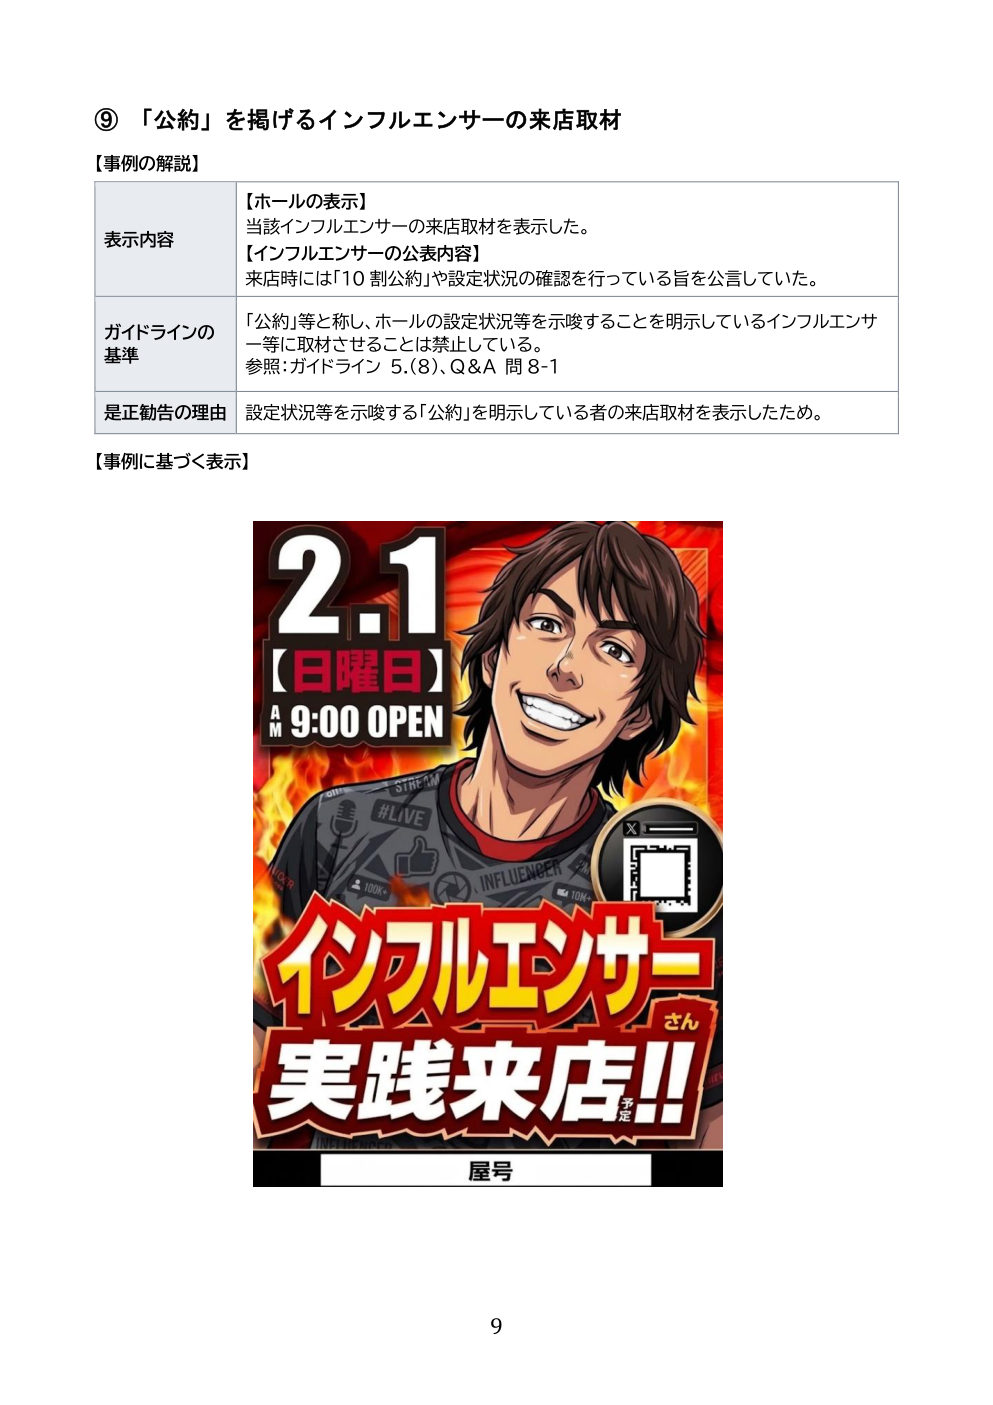 ⑨ 「公約」を掲げるインフルエンサーの来店取材
【事例の解説】
表示内容
【ホールの表示】
当該インフルエンサーの来店取材を表示した。
【インフルエンサーの公表内容】
来店時には「10 割公約」や設定状況の確認を行っている旨を公言していた。
ガイドラインの
基準
「公約」等と称し、ホールの設定状況等を示唆することを明示しているインフルエンサ
ー等に取材させることは禁止している。
参照：ガイドライン 5.(8)、Q&A 問 8-1
是正勧告の理由
設定状況等を示唆する「公約」を明示している者の来店取材を表示したため。
【事例に基づく表示】
2.1
【日曜日】
AM 9:00 OPEN
STREAM
#LIVE
100K+
INFLUENCER
10M+
X
インフルエンサー
さん
実践来店!!
予定
INFLUENCER
屋号
9